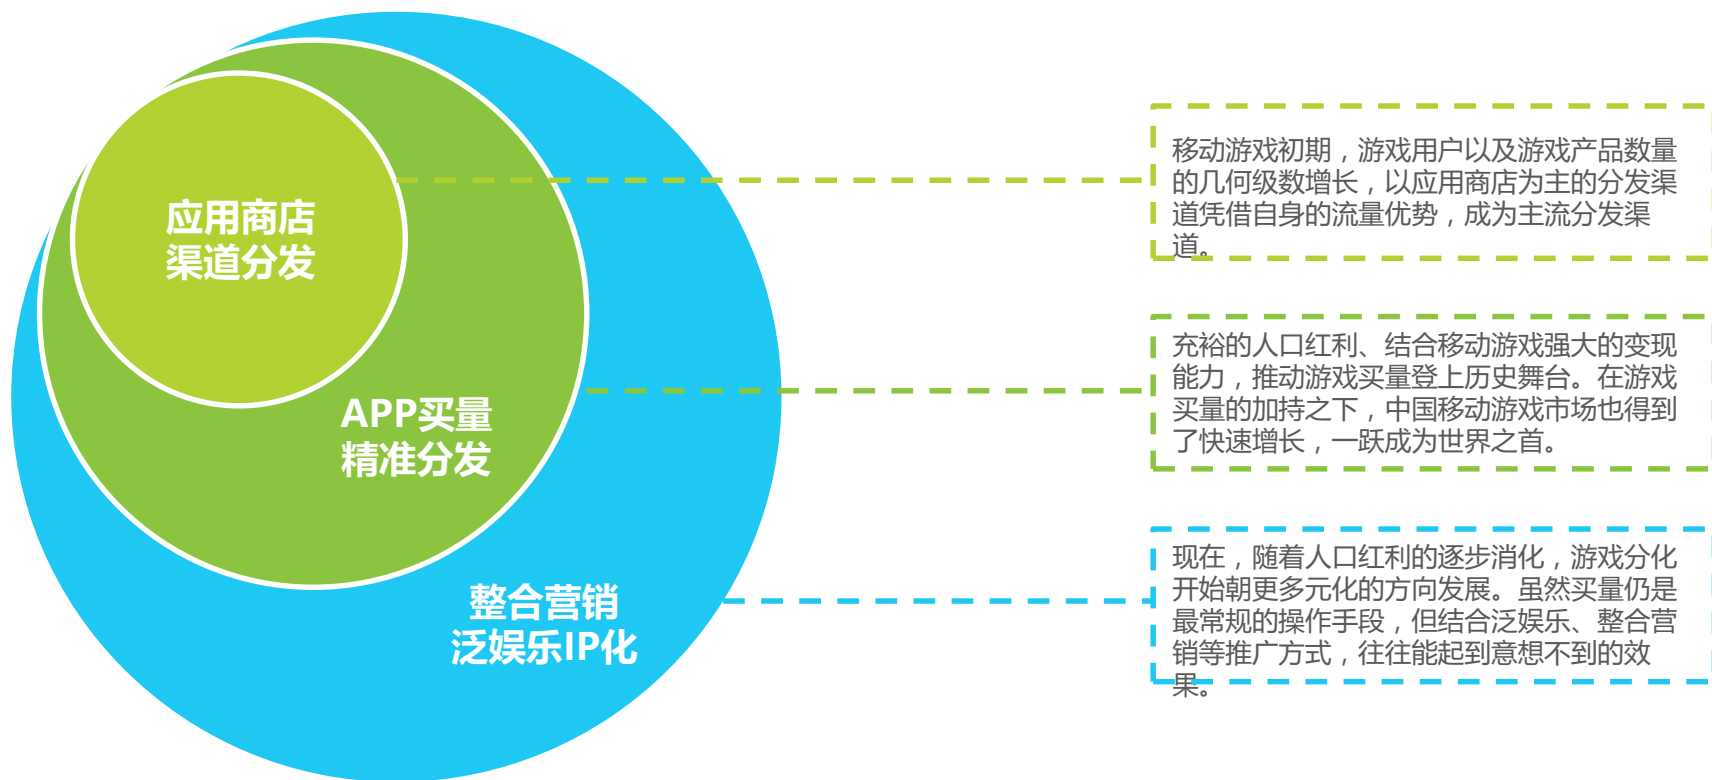 应用商店
渠道分发
APP买量
精准分发
整合营销
泛娱乐IP化
移动游戏初期，游戏用户以及游戏产品数量
的几何级数增长，以应用商店为主的分发渠
道凭借自身的流量优势，成为主流分发渠
道。
充裕的人口红利、结合移动游戏强大的变现
能力，推动游戏买量登上历史舞台。在游戏
买量的加持之下，中国移动游戏市场也得到
了快速增长，一跃成为世界之首。
现在，随着人口红利的逐步消化，游戏分化
开始朝更多元化的方向发展。虽然买量仍是
最常规的操作手段，但结合泛娱乐、整合营
销等推广方式，往往能起到意想不到的效
果。